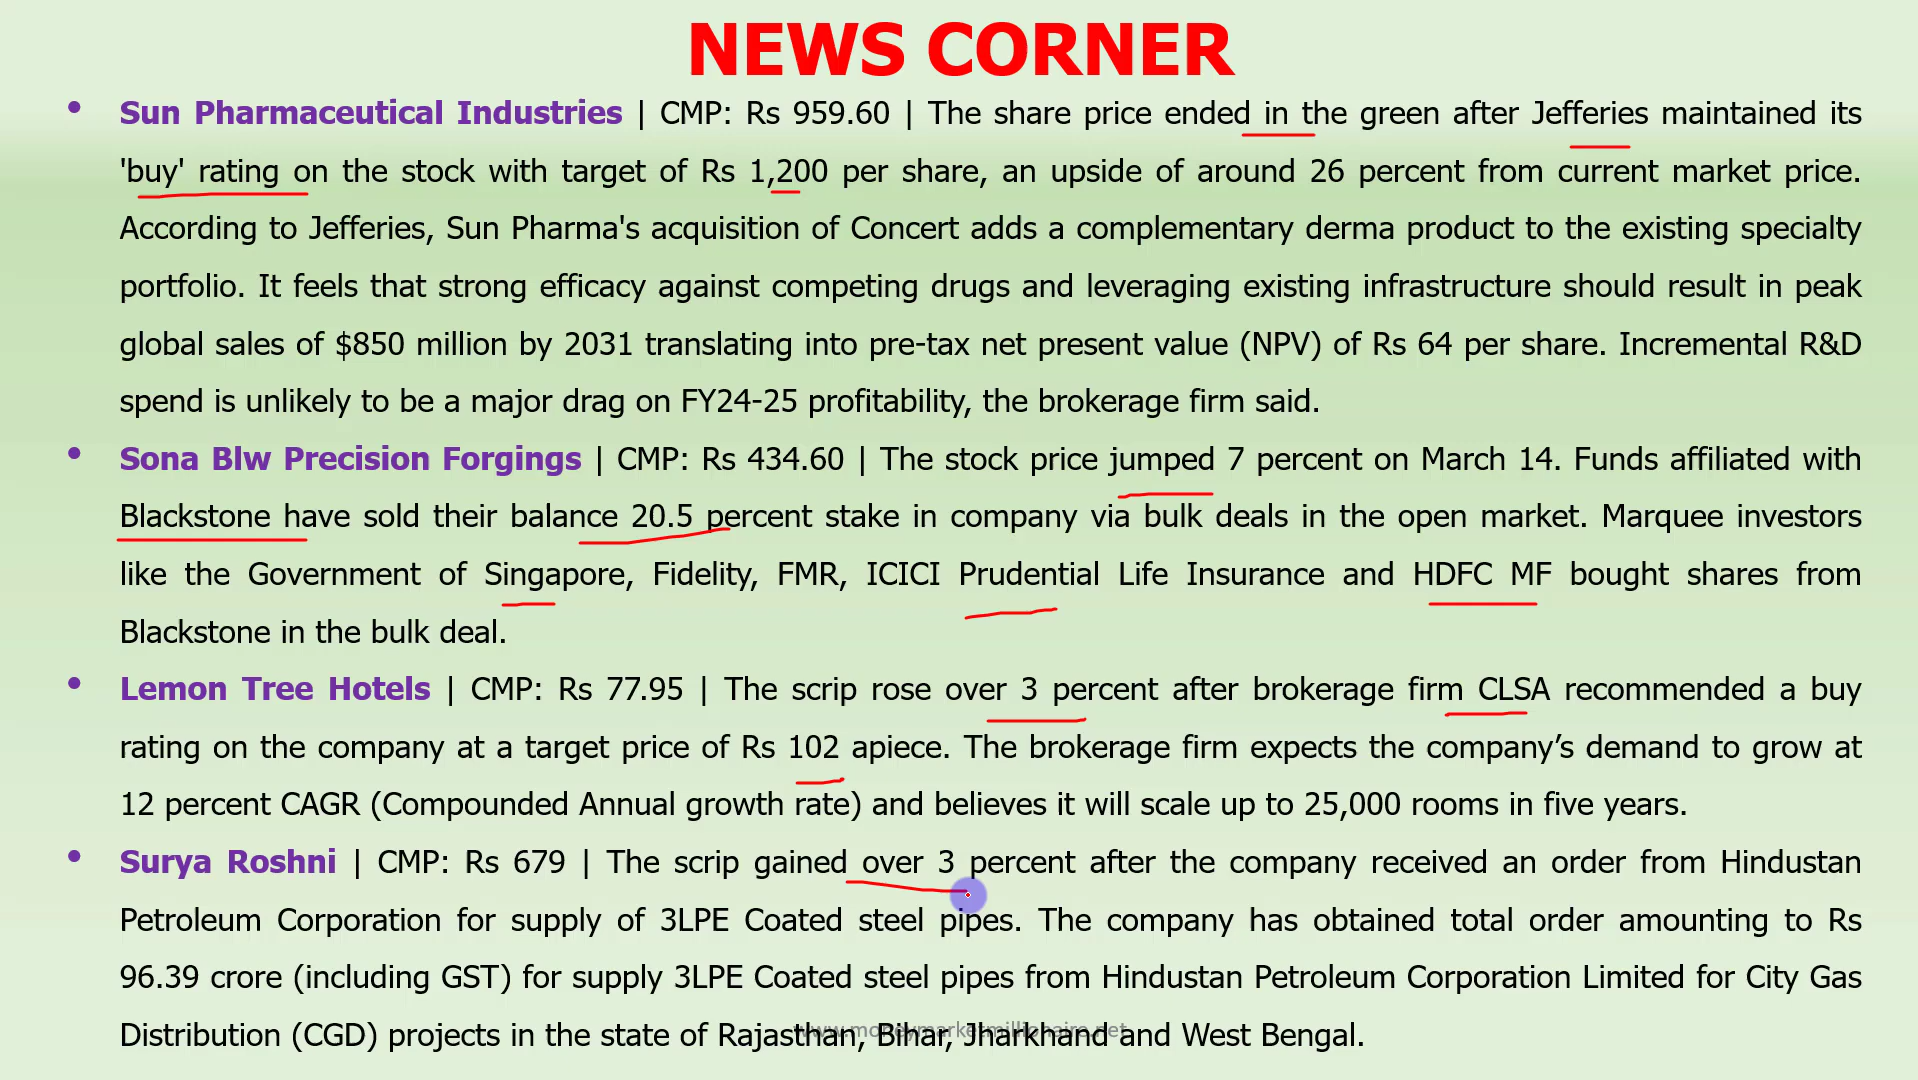 NEWS CORNER
• Sun Pharmaceutical Industries | CMP: Rs 959.60 | The share price ended in the green after Jefferies maintained its
'buy' rating on the stock with target of Rs 1,200 per share, an upside of around 26 percent from current market price.
According to Jefferies, Sun Pharma's acquisition of Concert adds a complementary derma product to the existing specialty
portfolio. It feels that strong efficacy against competing drugs and leveraging existing infrastructure should result in peak
global sales of $850 million by 2031 translating into pre-tax net present value (NPV) of Rs 64 per share. Incremental R&D
spend is unlikely to be a major drag on FY24-25 profitability, the brokerage firm said.
• Sona Blw Precision Forgings | CMP: Rs 434.60 | The stock price jumped 7 percent on March 14. Funds affiliated with
Blackstone have sold their balance 20.5 percent stake in company via bulk deals in the open market. Marquee investors
like the Government of Singapore, Fidelity, FMR, ICICI Prudential Life Insurance and HDFC MF bought shares from
Blackstone in the bulk deal.
• Lemon Tree Hotels | CMP: Rs 77.95 | The scrip rose over 3 percent after brokerage firm CLSA recommended a buy
rating on the company at a target price of Rs 102 apiece. The brokerage firm expects the company’s demand to grow at
12 percent CAGR (Compounded Annual growth rate) and believes it will scale up to 25,000 rooms in five years.
• Surya Roshni | CMP: Rs 679 | The scrip gained over 3 percent after the company received an order from Hindustan
Petroleum Corporation for supply of 3LPE Coated steel pipes. The company has obtained total order amounting to Rs
96.39 crore (including GST) for supply 3LPE Coated steel pipes from Hindustan Petroleum Corporation Limited for City Gas
Distribution (CGD) projects in the state of Rajasthan, Bihar, Jharkhand and West Bengal.
www.moneymarketmillionaire.net